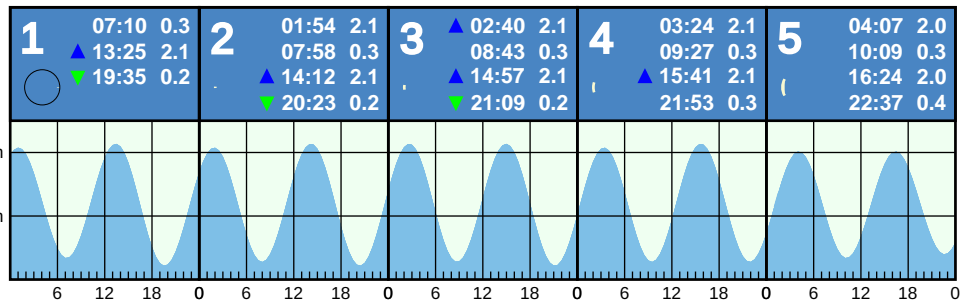 1
07:10 0.3
▲ 13:25 2.1
▼ 19:35 0.2
2
01:54 2.1
07:58 0.3
▲ 14:12 2.1
▼ 20:23 0.2
3
▲ 02:40 2.1
08:43 0.3
▲ 14:57 2.1
▼ 21:09 0.2
4
03:24 2.1
09:27 0.3
▲ 15:41 2.1
21:53 0.3
5
04:07 2.0
10:09 0.3
16:24 2.0
22:37 0.4
m
m
6 12 18 0 6 12 18 0 6 12 18 0 6 12 18 0 6 12 18 0